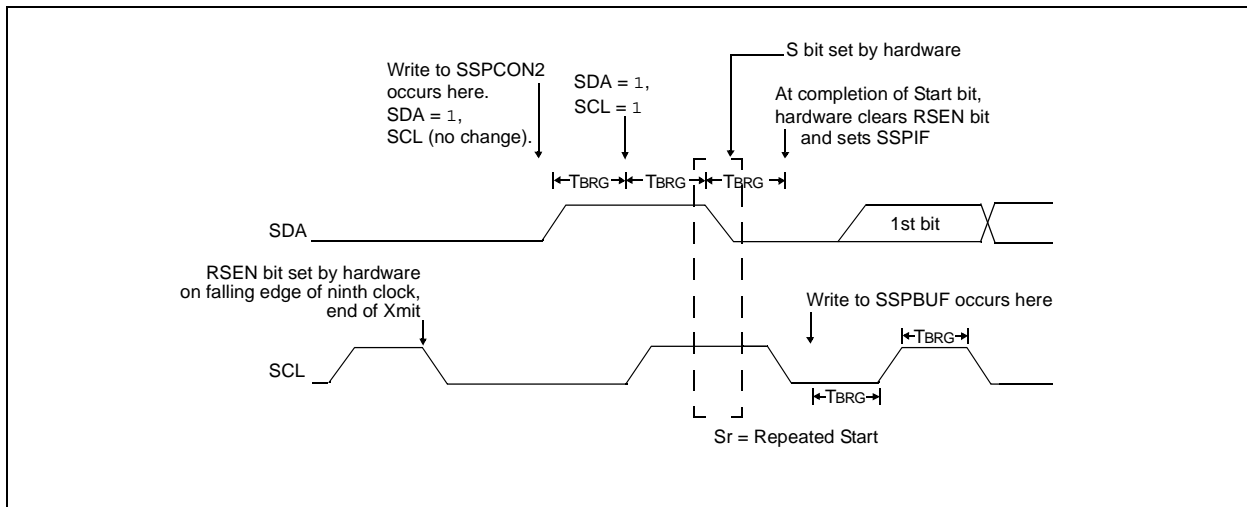 S bit set by hardware
Write to SSPCON2
occurs here.
SDA = 1,
SCL (no change).
SDA = 1,
SCL = 1
At completion of Start bit,
hardware clears RSEN bit
and sets SSPIF
TBRG
TBRG
TBRG
SDA
1st bit
RSEN bit set by hardware
on falling edge of ninth clock,
end of Xmit
Write to SSPBUF occurs here
TBRG
SCL
TBRG
Sr = Repeated Start